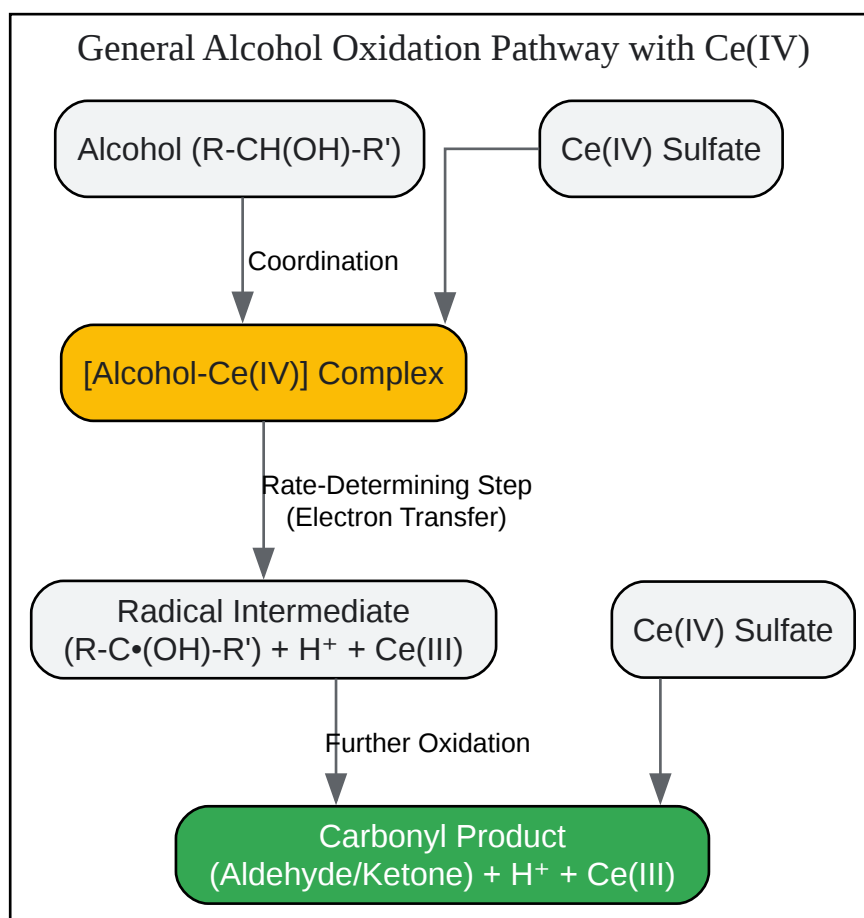 General Alcohol Oxidation Pathway with Ce(IV)
Alcohol (R-CH(OH)-R')
Ce(IV) Sulfate
Coordination
[Alcohol-Ce(IV)] Complex
Rate-Determining Step
(Electron Transfer)
Radical Intermediate
(R-C•(OH)-R') + H⁺ + Ce(III)
Ce(IV) Sulfate
Further Oxidation
Carbonyl Product
(Aldehyde/Ketone) + H⁺ + Ce(III)